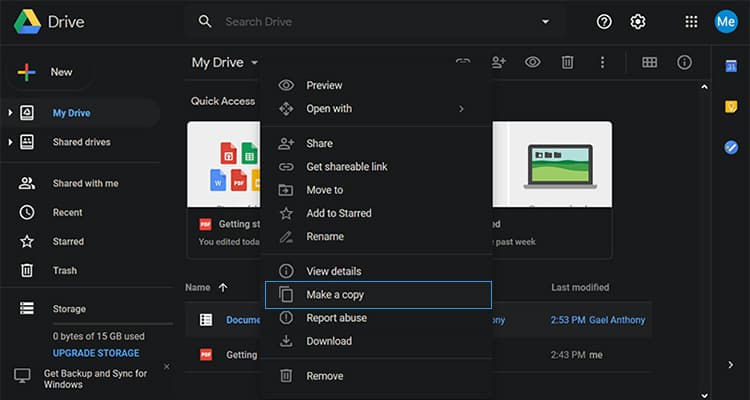 Drive
Search Drive
Me
New
My Drive
Shared drives
Shared with me
Recent
Starred
Trash
Storage
0 bytes of 15 GB used
UPGRADE STORAGE
Get Backup and Sync for
Windows
My Drive
Quick Access
W
PDF
PDF
Getting st
You edited toda
ed
e past week
Name
Last modified
Docume
ny
2:53 PM Gael Anthony
PDF
Getting
2:43 PM me
Preview
Open with
Share
Get shareable link
Move to
Add to Starred
Rename
View details
Make a copy
Report abuse
Download
Remove